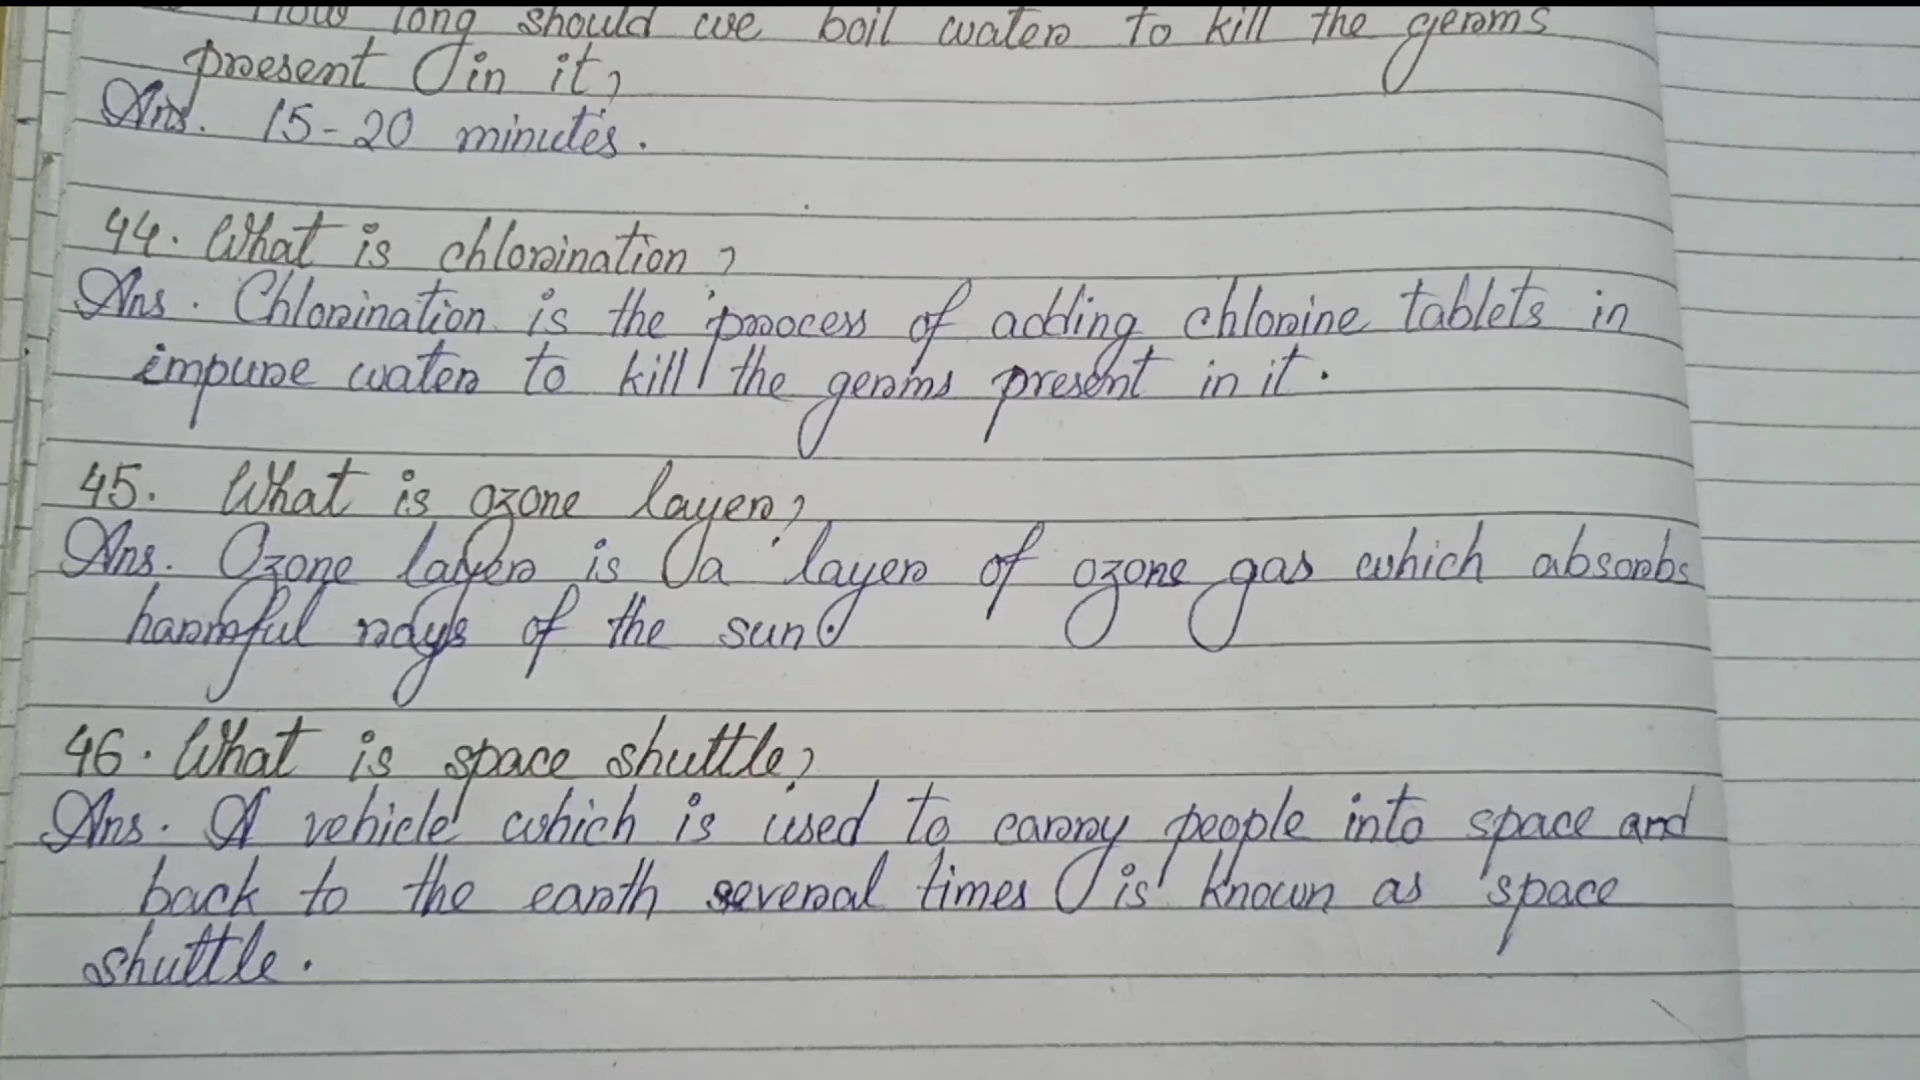 How long should we boil water to kill the germs
present in it?
Ans. 15-20 minutes.
44. What is chlorination?
Ans. Chlorination is the process of adding chlorine tablets in
impure water to kill the germs present in it.
45. What is ozone layer?
Ans. Ozone layer is a layer of ozone gas which absorbs
harmful rays of the sun.
46. What is space shuttle?
Ans. A vehicle which is used to carry people into space and
back to the earth several times is known as space
shuttle.